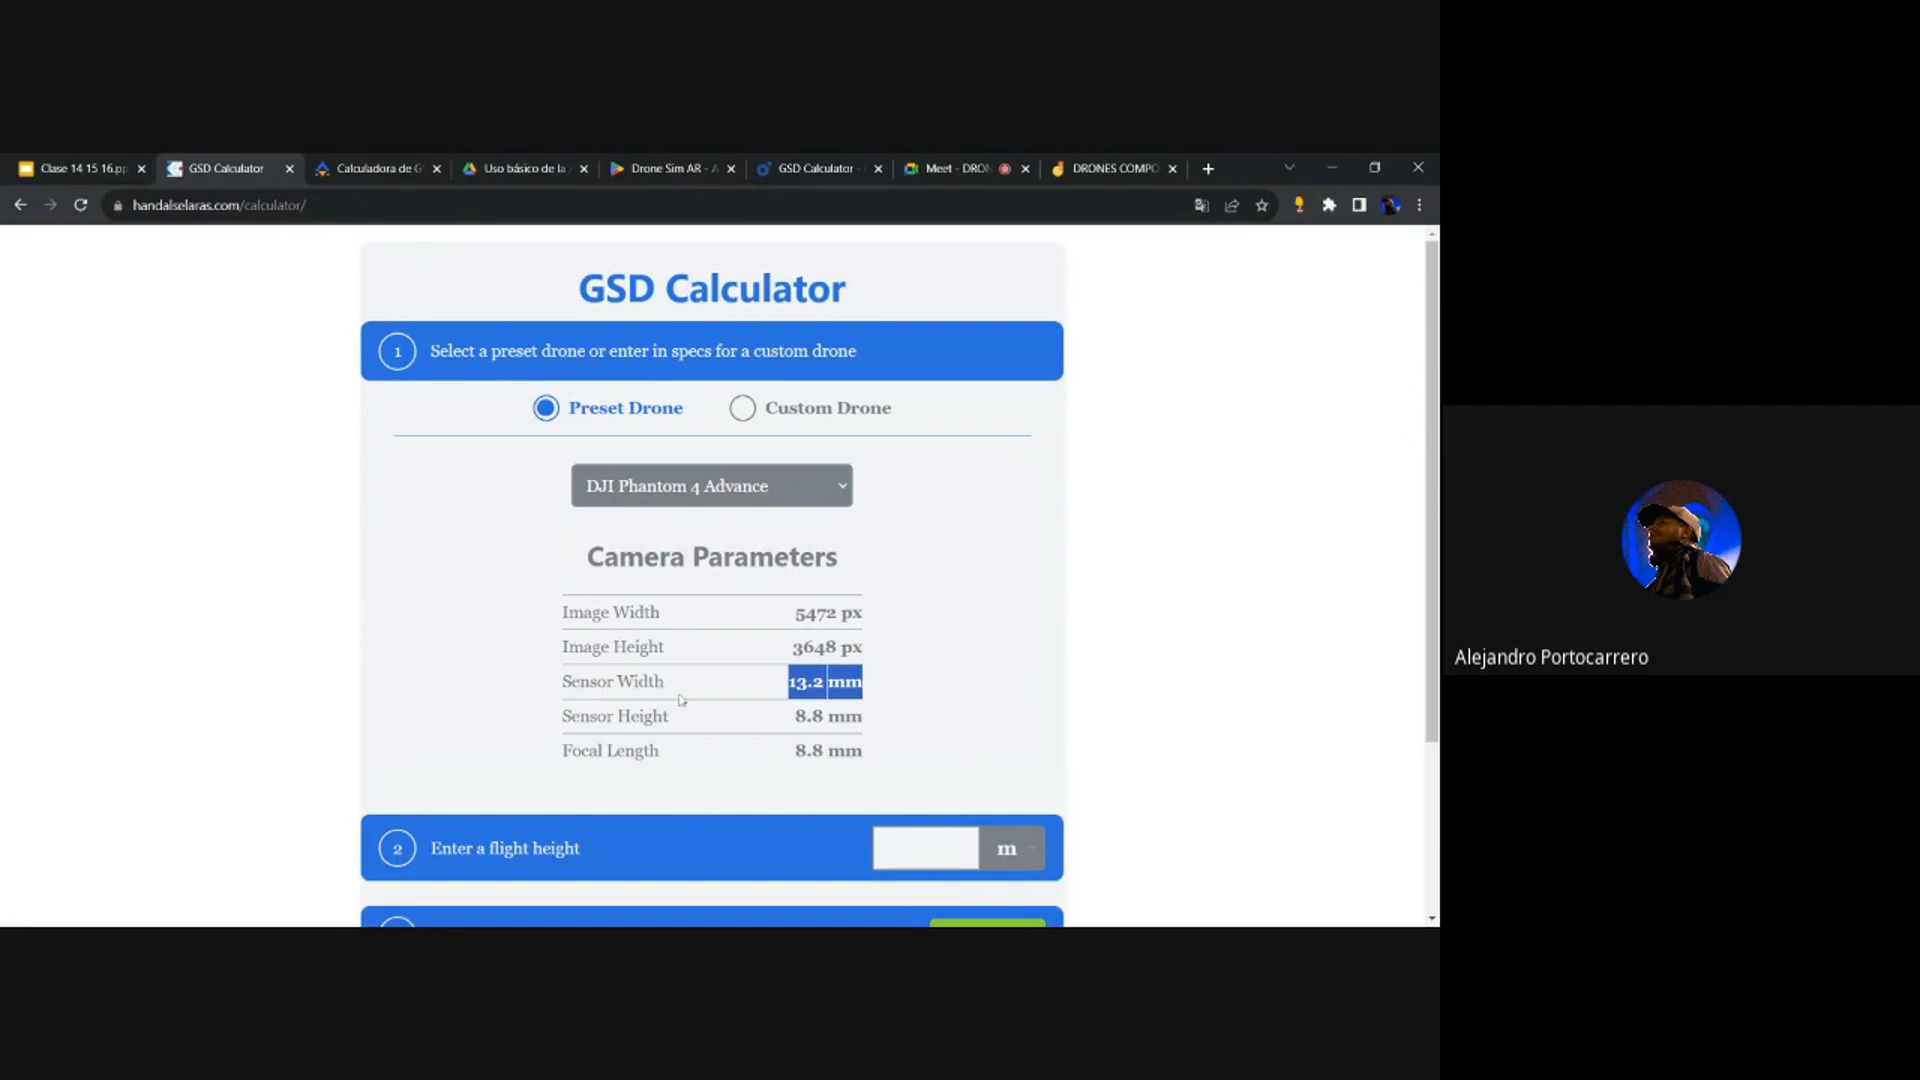 Clase 14 15 16.pp
GSD Calculator
Calculadora de G
Uso básico de la
Drone Sim AR - A
GSD Calculator -
Meet - DRON
DRONES COMPO
handalselaras.com/calculator/
GSD Calculator
1 Select a preset drone or enter in specs for a custom drone
Preset Drone Custom Drone
DJI Phantom 4 Advance
Camera Parameters
Image Width 5472 px
Image Height 3648 px
Sensor Width 13.2 mm
Sensor Height 8.8 mm
Focal Length 8.8 mm
2 Enter a flight height m
Alejandro Portocarrero